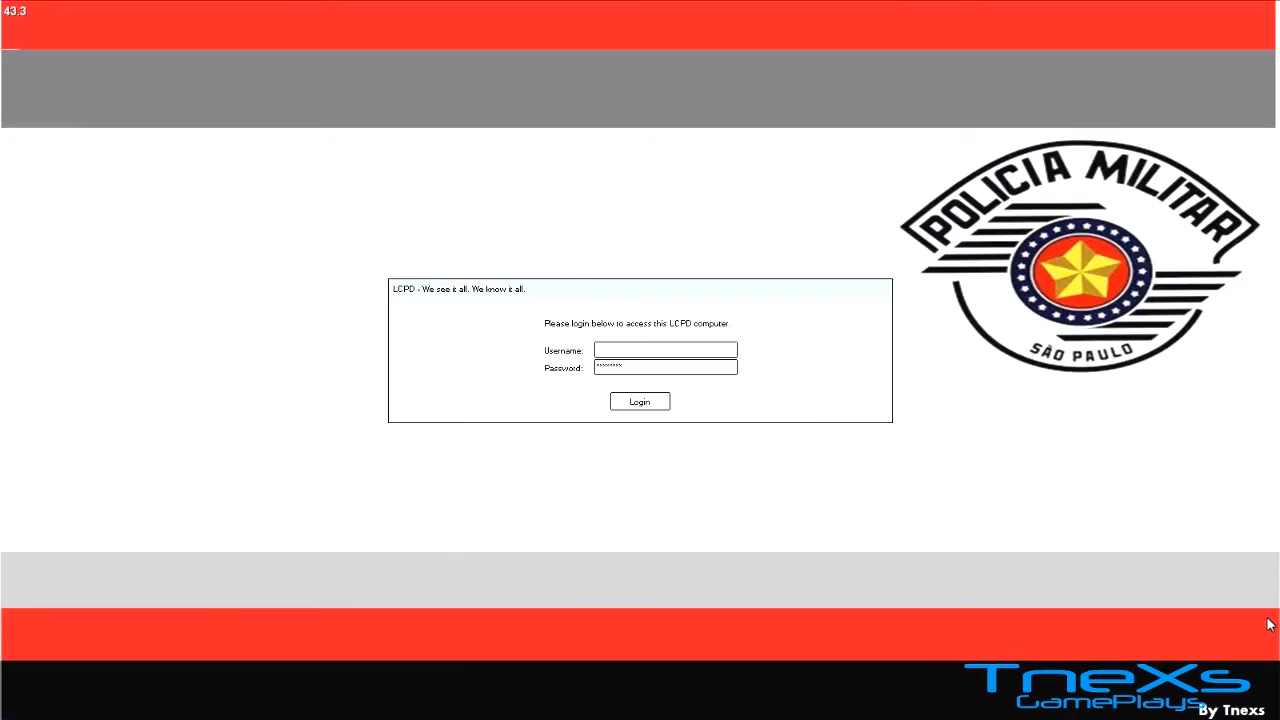 43.3
POLICIA MILITAR
SÃO PAULO
LCPD - We see it all. We know it all.
Please login below to access this LCPD computer.
Username:
Password: ********
Login
TneXs
GamePlays
By Tnexs